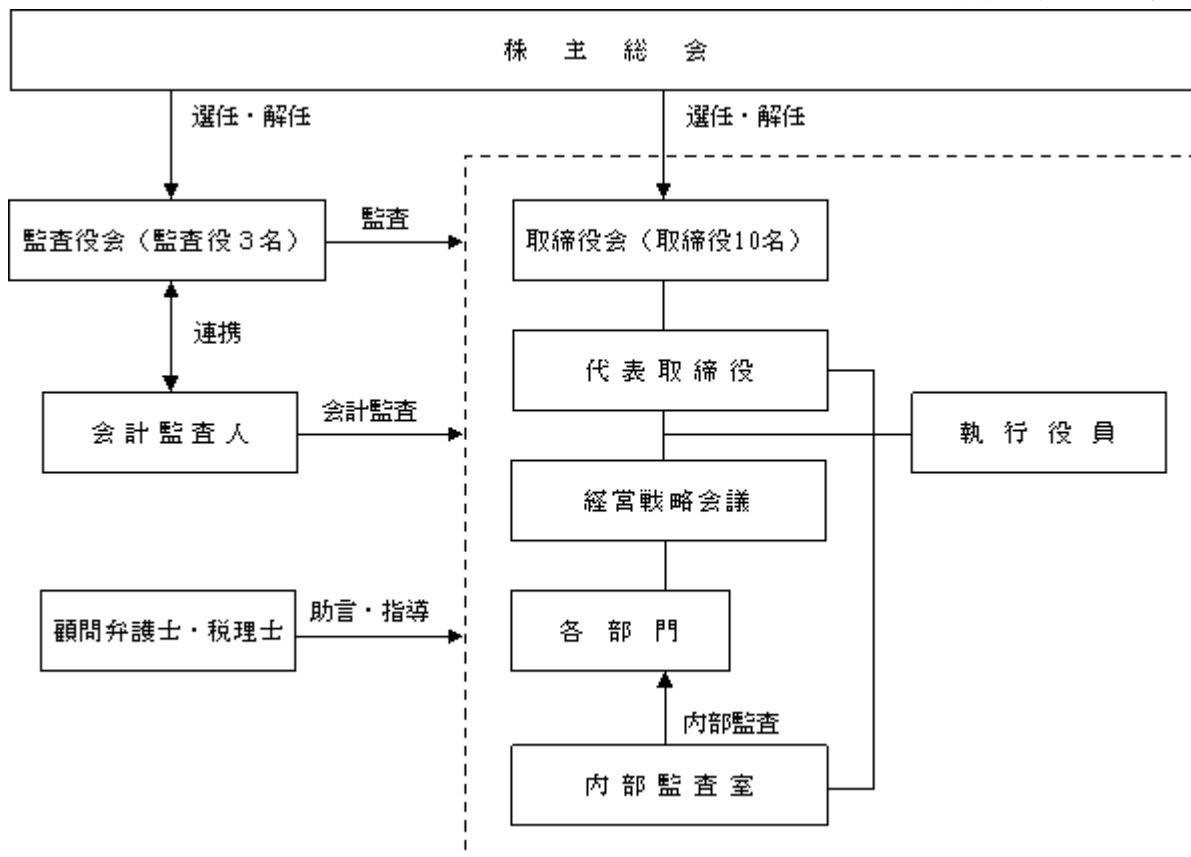 株主総会
選任・解任
選任・解任
監査役会（監査役３名）
監査
取締役会（取締役10名）
連携
代表取締役
会計監査人
会計監査
執行役員
経営戦略会議
顧問弁護士・税理士
助言・指導
各部門
内部監査
内部監査室